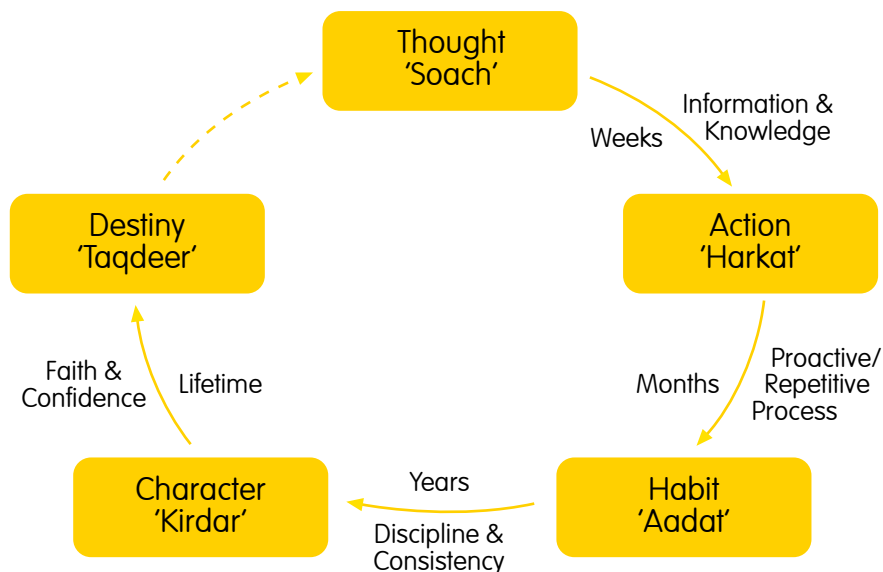 Thought
'Soach'
Information &
Knowledge
Weeks
Action
'Harkat'
Proactive/
Repetitive
Process
Months
Habit
'Aadat'
Years
Discipline &
Consistency
Character
'Kirdar'
Faith &
Confidence
Lifetime
Destiny
'Taqdeer'